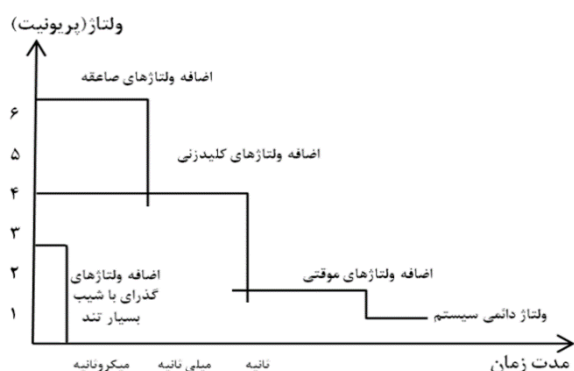 ولتاژ(پریونیت)
اضافه ولتاژهای صاعقه
۶
۵
اضافه ولتاژهای کلیدزنی
۴
۳
۲
اضافه ولتاژهای
گذرای با شیب
بسیار تند
اضافه ولتاژهای موقتی
۱
ولتاژ دائمی سیستم
میکروثانیه
میلی ثانیه
ثانیه
مدت زمان